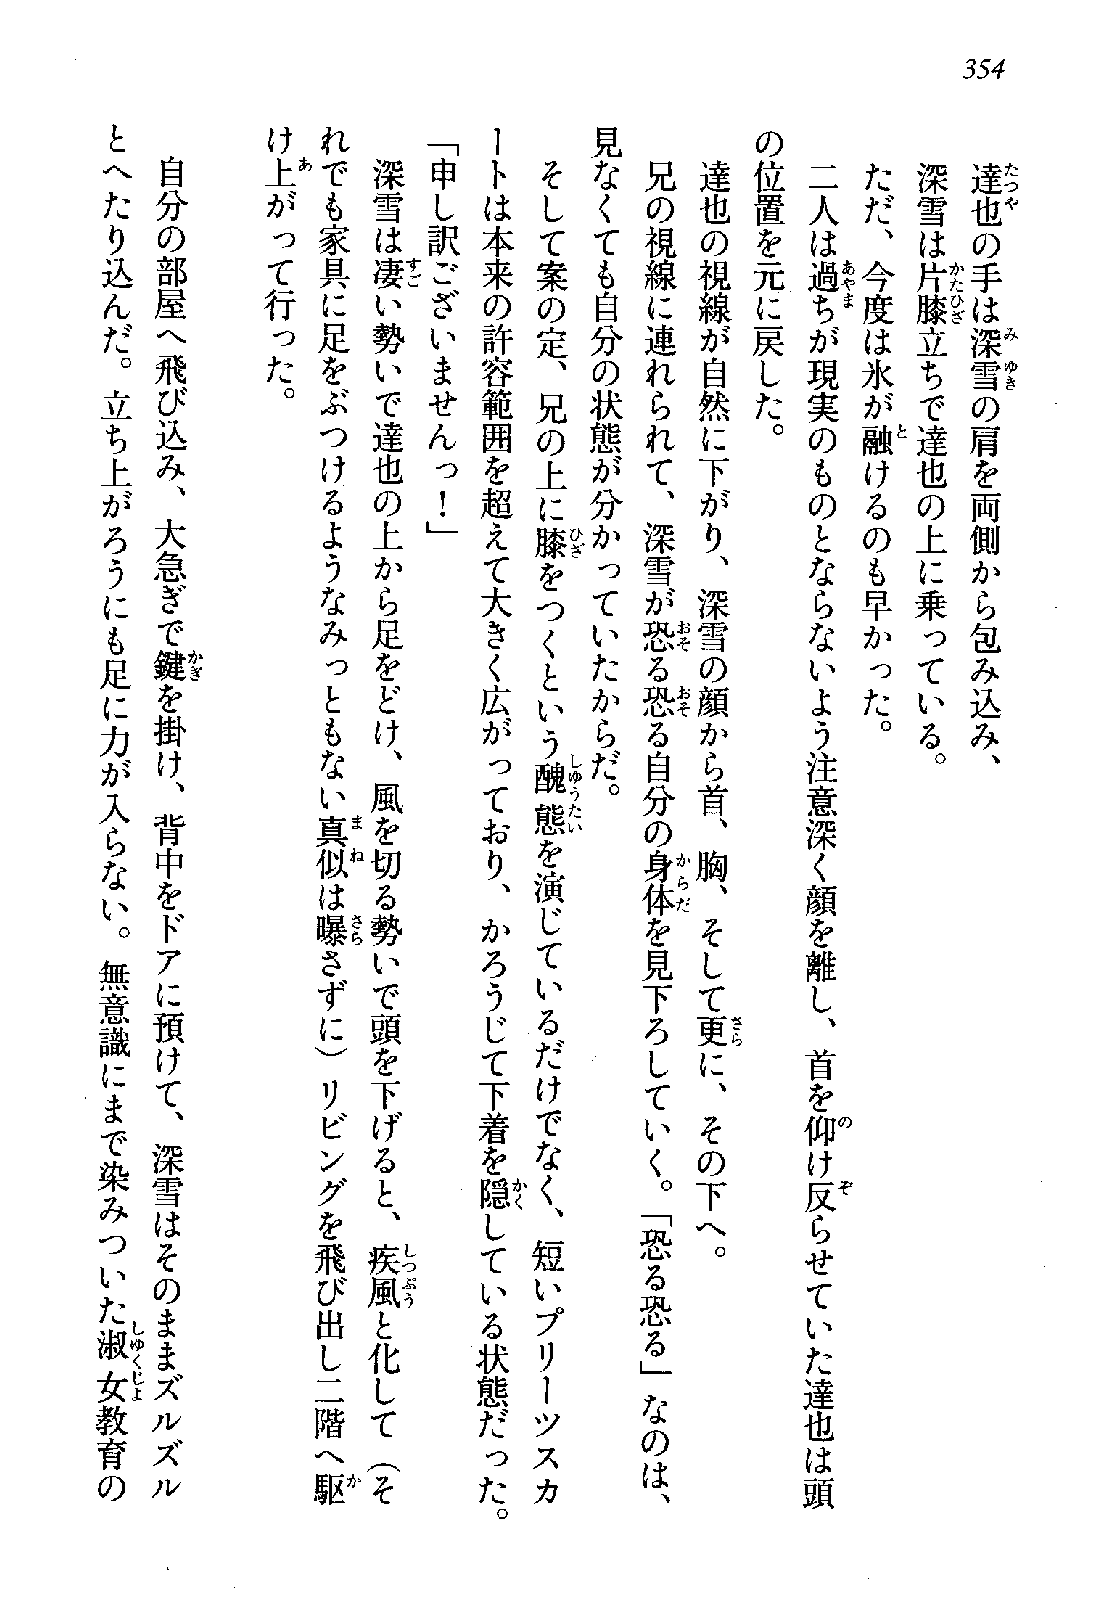 354
達也の手は深雪の肩を両側から包み込み、
深雪は片膝立ちで達也の上に乗っている。
ただ、今度は氷が融けるのも早かった。
二人は過ちが現実のものとならないよう注意深く顔を離し、首を仰け反らせていた達也は頭
の位置を元に戻した。
達也の視線が自然に下がり、深雪の顔から首、胸、そして更に、その下へ。
兄の視線に連れられて、深雪が恐る恐る自分の身体を見下ろしていく。「恐る恐る」なのは、
見なくても自分の状態が分かっていたからだ。
そして案の定、兄の上に膝をつくという醜態を演じているだけでなく、短いプリーツスカ
ートは本来の許容範囲を超えて大きく広がっており、かろうじて下着を隠している状態だった。
「申し訳ございませんっ！」
深雪は凄い勢いで達也の上から足をどけ、風を切る勢いで頭を下げると、疾風と化して（そ
れでも家具に足をぶつけるようなみっともない真似は曝さずに）リビングを飛び出し二階へ駆
け上がって行った。
自分の部屋へ飛び込み、大急ぎで鍵を掛け、背中をドアに預けて、深雪はそのままズルズル
とへたり込んだ。立ち上がろうにも足に力が入らない。無意識にまで染みついた淑女教育の